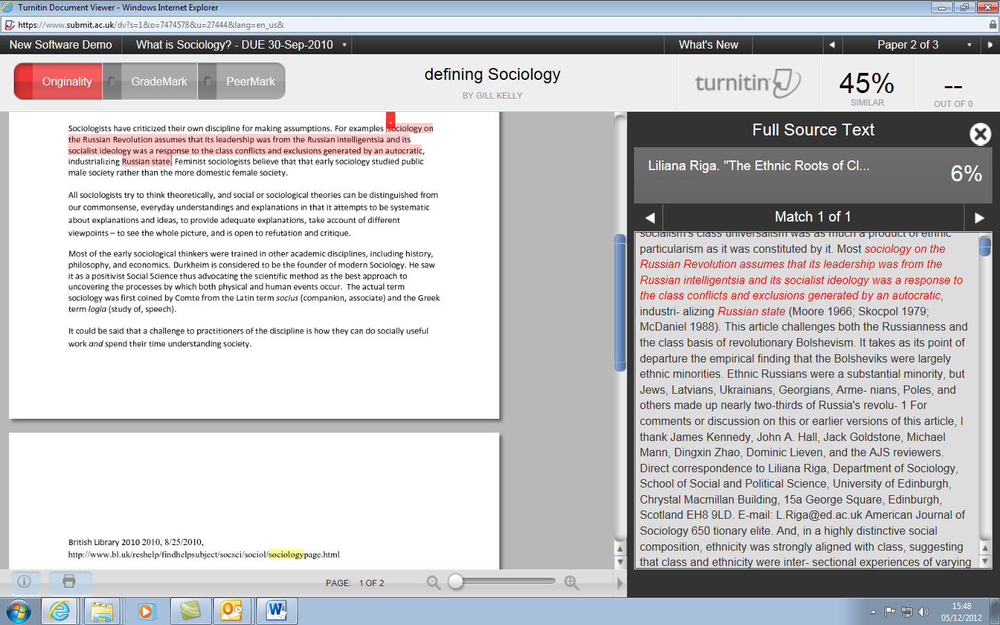 Turnitin Document Viewer - Windows Internet Explorer
https://www.submit.ac.uk/dv?s=1&o=7474578&u=27444&lang=en_us&
New Software Demo
What is Sociology? - DUE 30-Sep-2010
What's New
Paper 2 of 3
Originality
GradeMark
PeerMark
defining Sociology
BY GILL KELLY
turnitin
45%
SIMILAR
--
OUT OF 0
Sociologists have criticized their own discipline for making assumptions. For examples sociology on
the Russian Revolution assumes that its leadership was from the Russian intelligentsia and its
socialist ideology was a response to the class conflicts and exclusions generated by an autocratic,
industrializing Russian state. Feminist sociologists believe that that early sociology studied public
male society rather than the more domestic female society.
All sociologists try to think theoretically, and social or sociological theories can be distinguished from
our commonsense, everyday understandings and explanations in that it attempts to be systematic
about explanations and ideas, to provide adequate explanations, take account of different
viewpoints – to see the whole picture, and is open to refutation and critique.
Most of the early sociological thinkers were trained in other academic disciplines, including history,
philosophy, and economics. Durkheim is considered to be the founder of modern Sociology. He saw
it as a positivist Social Science thus advocating the scientific method as the best approach to
uncovering the processes by which both physical and human events occur.  The actual term
sociology was first coined by Comte from the Latin term socius (companion, associate) and the Greek
term logia (study of, speech).
It could be said that a challenge to practitioners of the discipline is how they can do socially useful
work and spend their time understanding society.
British Library 2010 2010, 8/25/2010,
http://www.bl.uk/reshelp/findhelpsubject/socsci/sociol/sociologypage.html
PAGE: 1 OF 2
Full Source Text
Liliana Riga. "The Ethnic Roots of Cl...
6%
Match 1 of 1
socialism's class universalism was as much a product of ethnic
particularism as it was constituted by it. Most sociology on the
Russian Revolution assumes that its leadership was from the
Russian intelligentsia and its socialist ideology was a response to
the class conflicts and exclusions generated by an autocratic,
industri- alizing Russian state (Moore 1966; Skocpol 1979;
McDaniel 1988). This article challenges both the Russianness and
the class basis of revolutionary Bolshevism. It takes as its point of
departure the empirical finding that the Bolsheviks were largely
ethnic minorities. Ethnic Russians were a substantial minority, but
Jews, Latvians, Ukrainians, Georgians, Arme- nians, Poles, and
others made up nearly two-thirds of Russia's revolu- 1 For
comments or discussion on this or earlier versions of this article, I
thank James Kennedy, John A. Hall, Jack Goldstone, Michael
Mann, Dingxin Zhao, Dominic Lieven, and the AJS reviewers.
Direct correspondence to Liliana Riga, Department of Sociology,
School of Social and Political Science, University of Edinburgh,
Chrystal Macmillan Building, 15a George Square, Edinburgh,
Scotland EH8 9LD. E-mail: L.Riga@ed.ac.uk American Journal of
Sociology 650 tionary elite. And, in a highly distinctive social
composition, ethnicity was strongly aligned with class, suggesting
that class and ethnicity were inter- sectional experiences of varying
15:48
05/12/2012